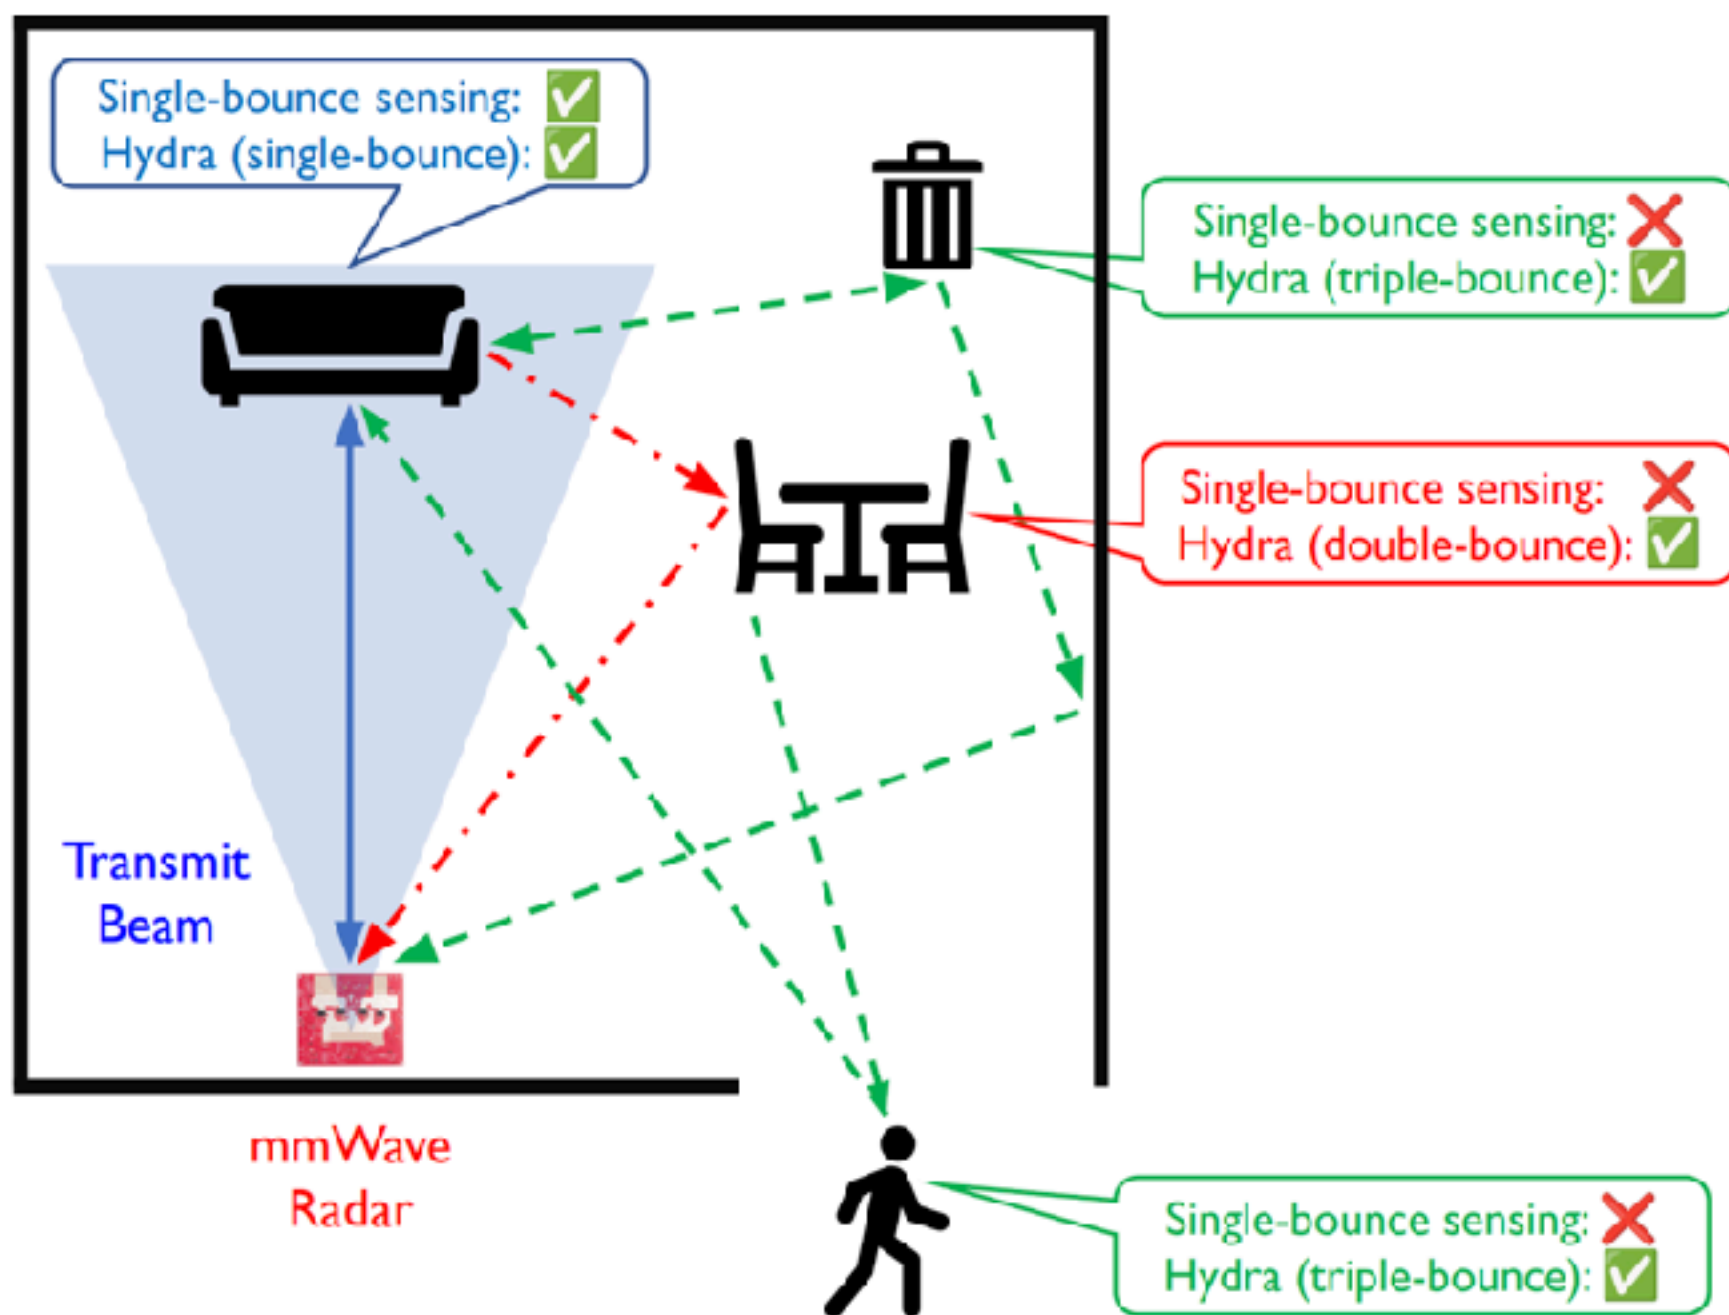 Single-bounce sensing: ✅
Hydra (single-bounce): ✅
Single-bounce sensing: ❌
Hydra (triple-bounce): ✅
Single-bounce sensing: ❌
Hydra (double-bounce): ✅
Transmit
Beam
mmWave
Radar
Single-bounce sensing: ❌
Hydra (triple-bounce): ✅